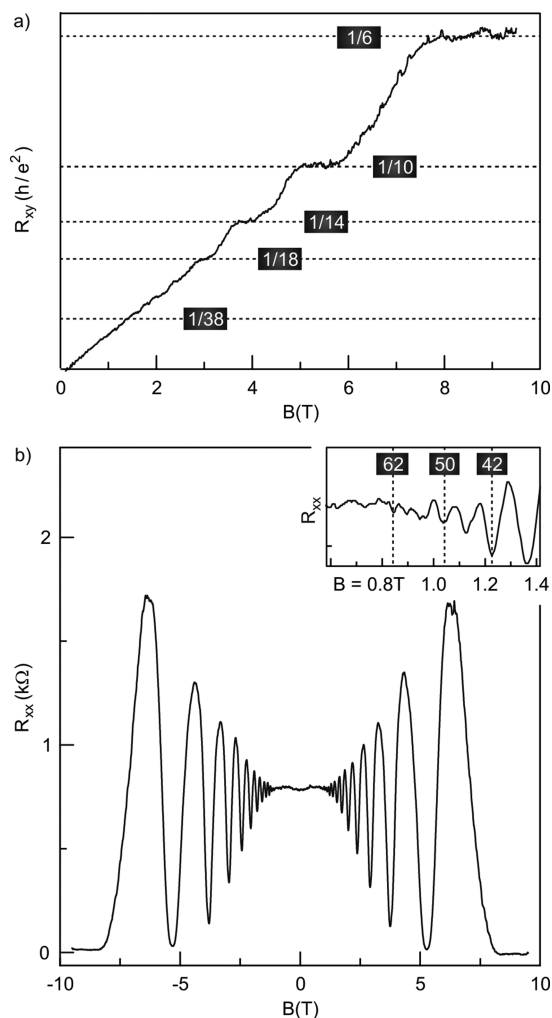 a)
1/6
1/10
1/14
1/18
1/38
R_xy (h/e²)
0 2 4 6 8 10
B(T)
b)
62 50 42
R_xx
B = 0.8T 1.0 1.2 1.4
2
1
0
R_xx (kΩ)
-10 -5 0 5 10
B(T)